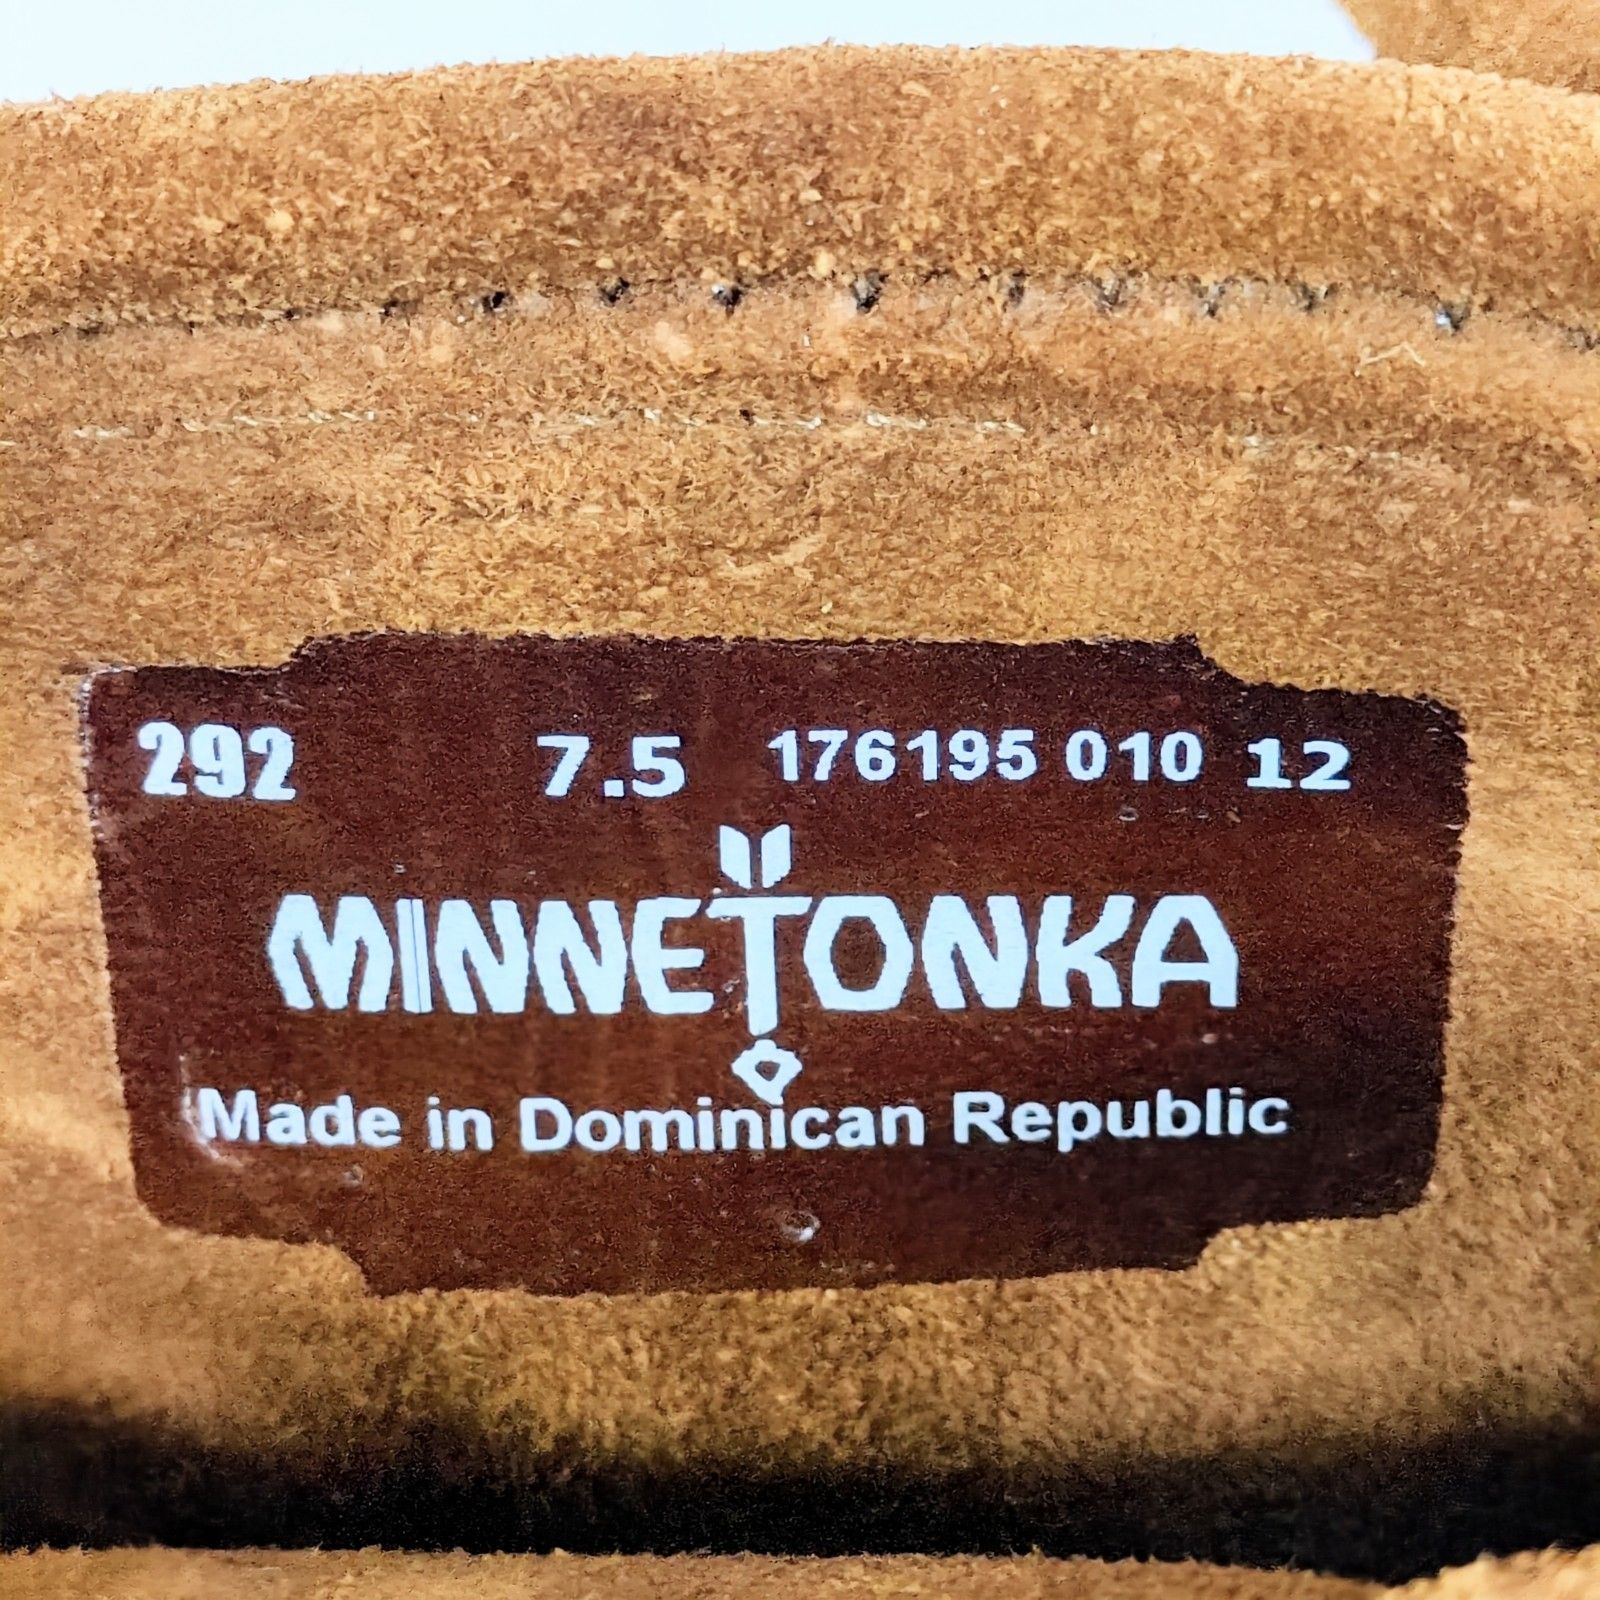 292 7.5 176195 010 12
MINNETONKA
Made in Dominican Republic